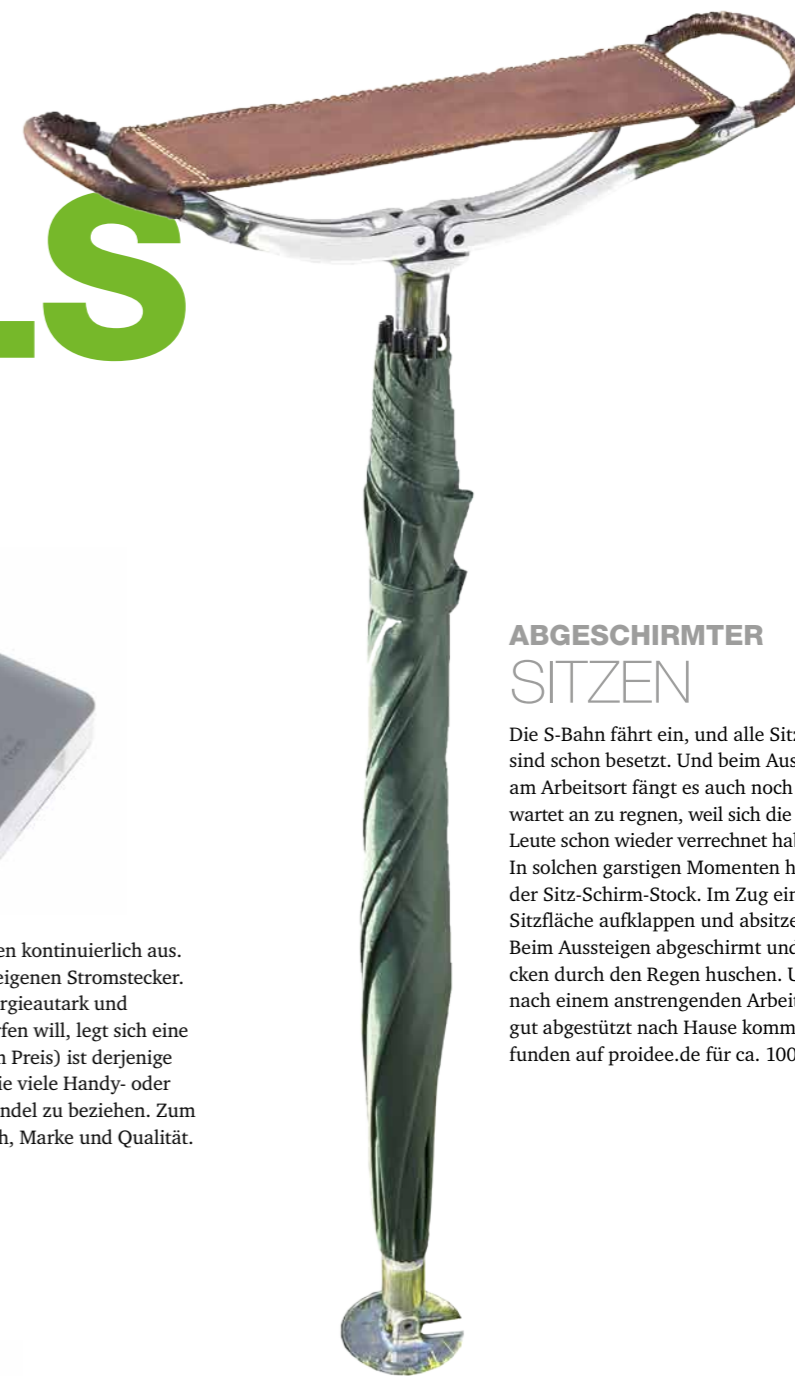 LS
en kontinuierlich aus.
eigenen Stromstecker.
rgieautark und
fen will, legt sich eine
n Preis) ist derjenige
ie viele Handy- oder
ndel zu beziehen. Zum
h, Marke und Qualität.
ABGESCHIRMTER
SITZEN
Die S-Bahn fährt ein, und alle Sitz
sind schon besetzt. Und beim Aus
am Arbeitsort fängt es auch noch
wartet an zu regnen, weil sich die
Leute schon wieder verrechnet hab
In solchen garstigen Momenten h
der Sitz-Schirm-Stock. Im Zug ein
Sitzfläche aufklappen und absitze
Beim Aussteigen abgeschirmt und
cken durch den Regen huschen. U
nach einem anstrengenden Arbeit
gut abgestützt nach Hause komm
funden auf proidee.de für ca. 100